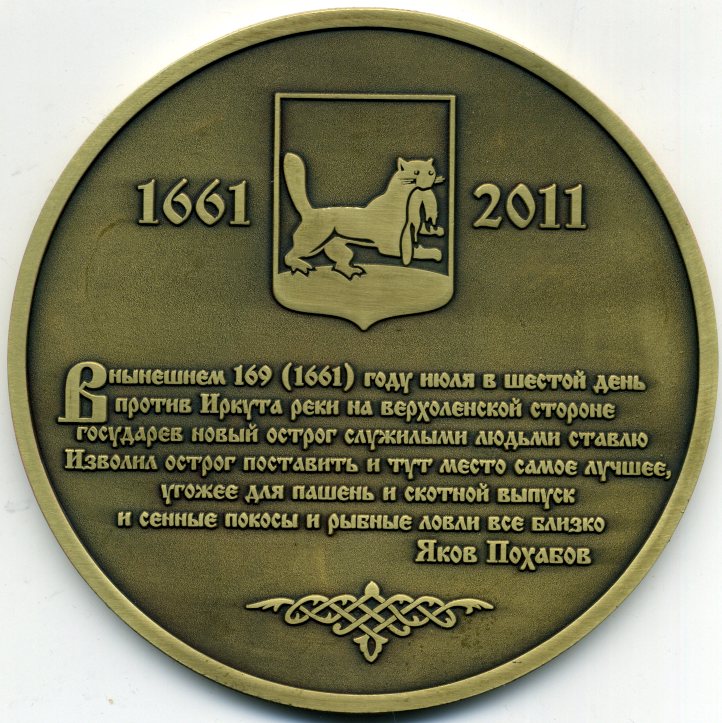 1661 2011
В нынешнем 169 (1661) году июля в шестой день
против Иркута реки на верхоленской стороне
государев новый острог служилыми людьми ставлю
Изволил острог поставить и тут место самое лучшее,
угожее для пашень и скотной выпуск
и сенные покосы и рыбные ловли все близко
Яков Похабов